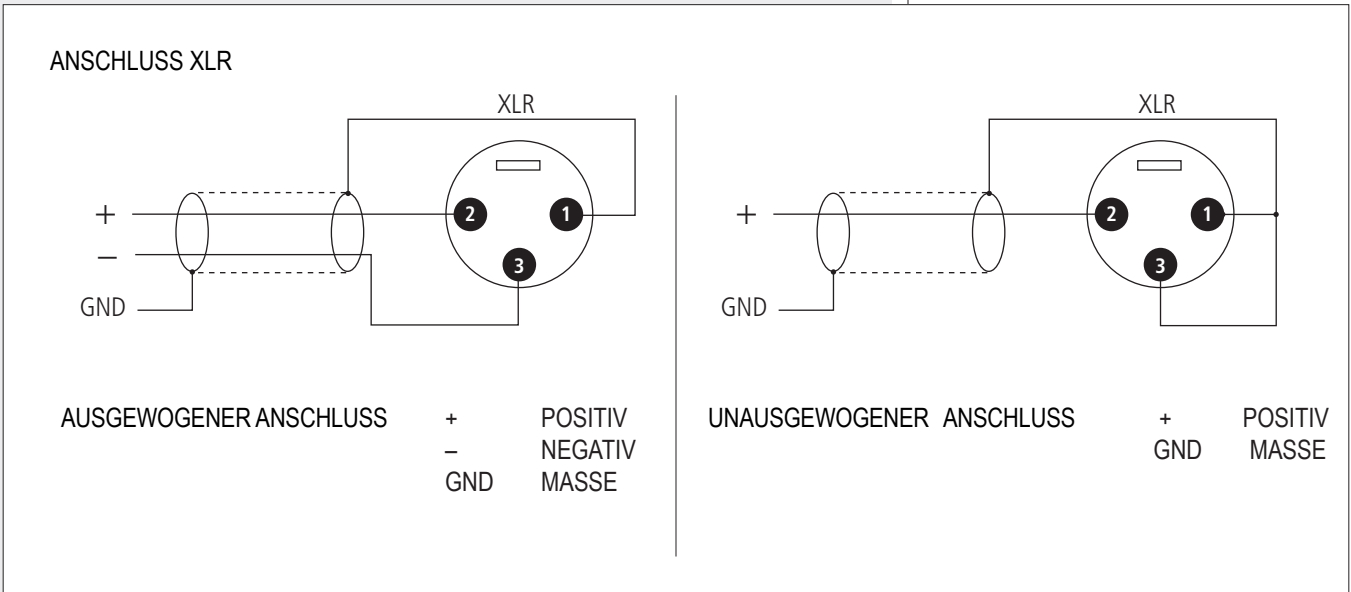 ANSCHLUSS XLR
XLR
2
1
3
+
–
GND
AUSGEWOGENER ANSCHLUSS + POSITIV
– NEGATIV
GND MASSE
XLR
2
1
3
+
GND
UNAUSGEWOGENER ANSCHLUSS + POSITIV
GND MASSE